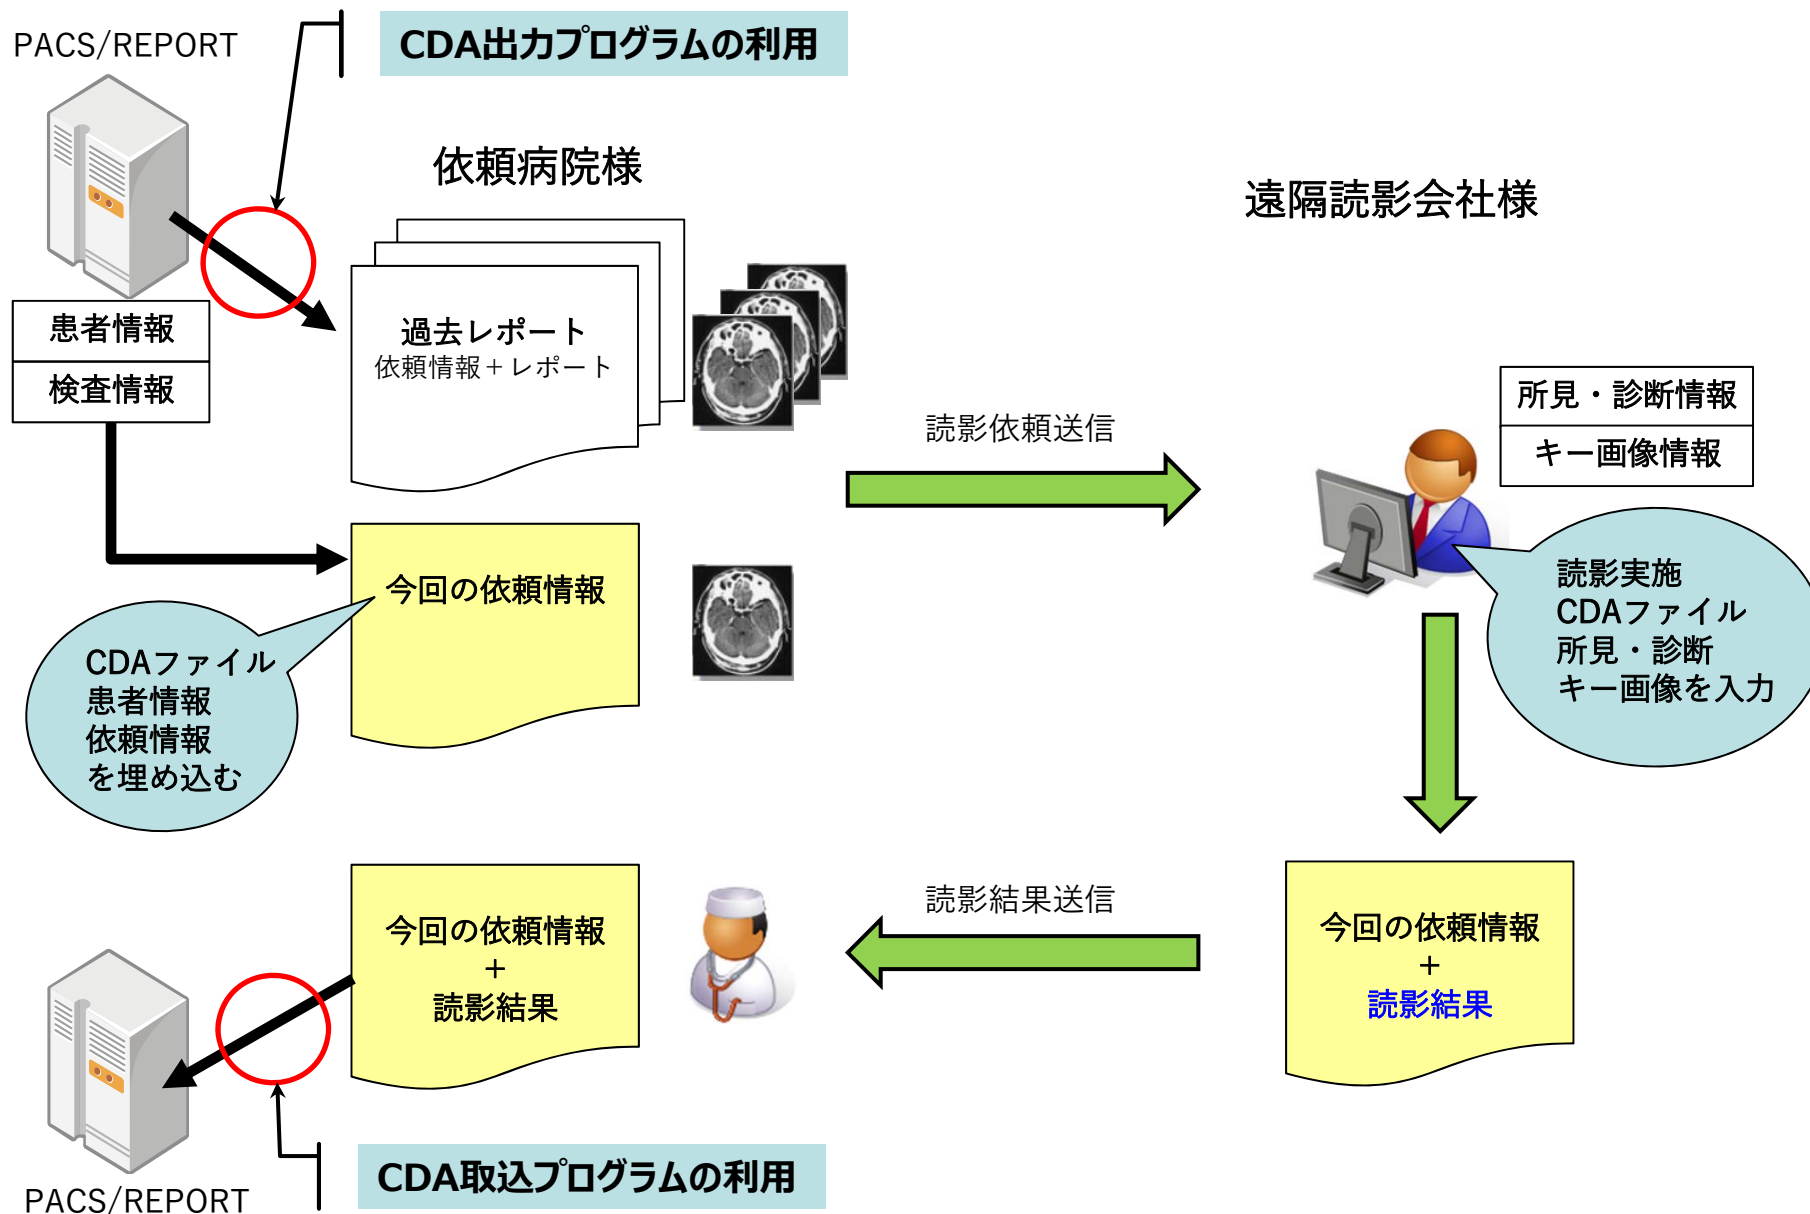 PACS/REPORT
CDA出力プログラムの利用
依頼病院様
遠隔読影会社様
患者情報
検査情報
過去レポート
依頼情報＋レポート
読影依頼送信
所見・診断情報
キー画像情報
今回の依頼情報
CDAファイル
患者情報
依頼情報
を埋め込む
読影実施
CDAファイル
所見・診断
キー画像を入力
今回の依頼情報
＋
読影結果
読影結果送信
今回の依頼情報
＋
読影結果
CDA取込プログラムの利用
PACS/REPORT